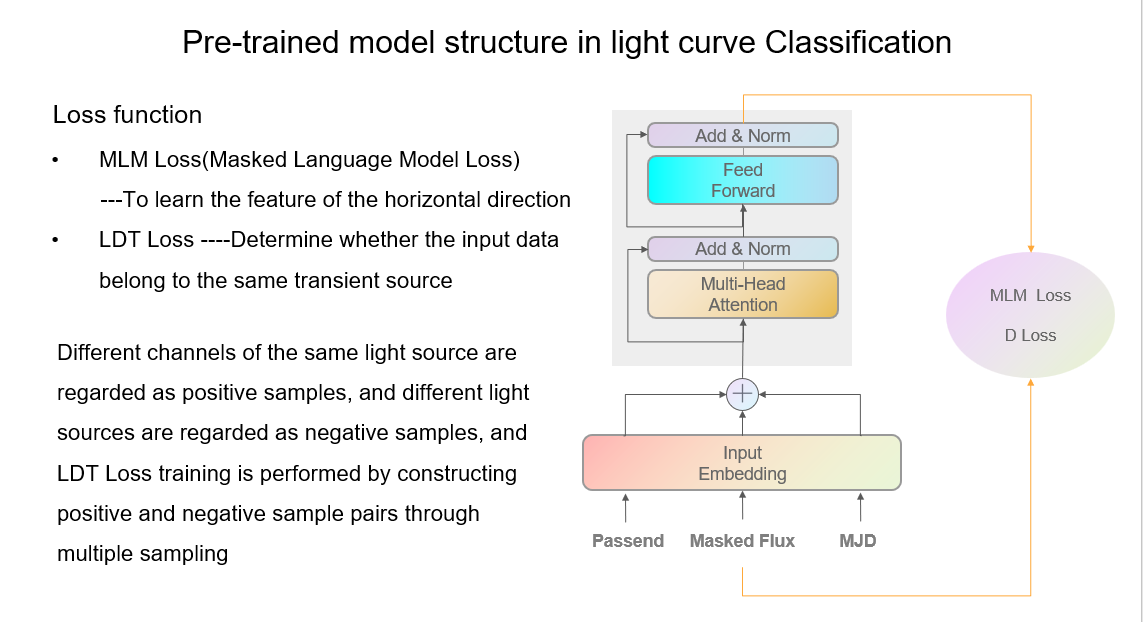 Pre-trained model structure in light curve Classification
Loss function
• MLM Loss(Masked Language Model Loss)
---To learn the feature of the horizontal direction
• LDT Loss ----Determine whether the input data
belong to the same transient source
Different channels of the same light source are
regarded as positive samples, and different light
sources are regarded as negative samples, and
LDT Loss training is performed by constructing
positive and negative sample pairs through
multiple sampling
Add & Norm
Feed
Forward
Add & Norm
Multi-Head
Attention
Input
Embedding
Passend
Masked Flux
MJD
MLM Loss
D Loss